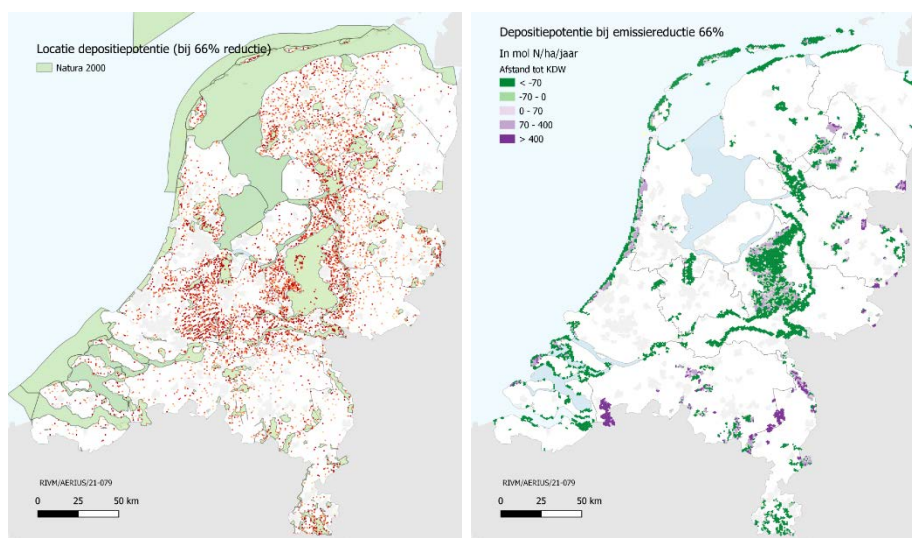 Locatie depositiepotentie (bij 66% reductie)
Natura 2000
RIVM/AERIUS/21-079
0 25 50 km
Depositiepotentie bij emissiereductie 66%
In mol N/ha/jaar
Afstand tot KDW
< -70
-70 - 0
0 - 70
70 - 400
> 400
RIVM/AERIUS/21-079
0 25 50 km